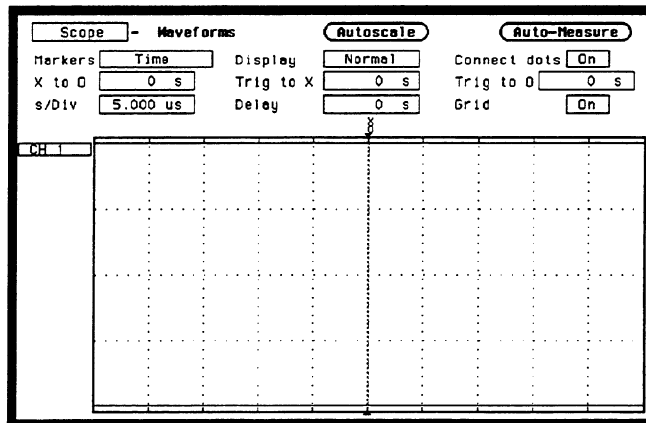 Scope - Waveforms Autoscale Auto-Measure
Markers Time Display Normal Connect dots On
X to O 0 s Trig to X 0 s Trig to O 0 s
s/Div 5.000 us Delay 0 s Grid On
X
O
CH 1